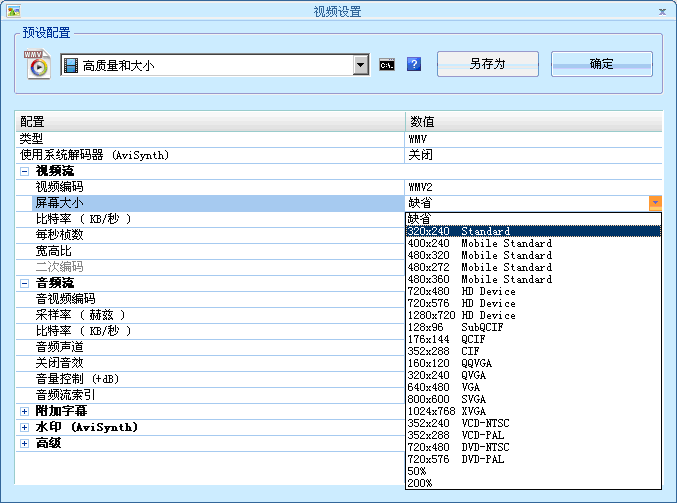 视频设置
预设配置
WMV
高质量和大小
C:\.
?
另存为
确定
配置 数值
类型 WMV
使用系统解码器 (AviSynth) 关闭
视频流
视频编码 WMV2
屏幕大小 缺省
比特率 ( KB/秒 )
每秒桢数
宽高比
二次编码
音频流
音视频编码
采样率 ( 赫兹 )
比特率 ( KB/秒 )
音频声道
关闭音效
音量控制 (+dB)
音频流索引
附加字幕
水印 (AviSynth)
高级
缺省
320x240 Standard
400x240 Mobile Standard
480x320 Mobile Standard
480x272 Mobile Standard
480x360 Mobile Standard
720x480 HD Device
720x576 HD Device
1280x720 HD Device
128x96 SubQCIF
176x144 QCIF
352x288 CIF
160x120 QQVGA
320x240 QVGA
640x480 VGA
800x600 SVGA
1024x768 XVGA
352x240 VCD-NTSC
352x288 VCD-PAL
720x480 DVD-NTSC
720x576 DVD-PAL
50%
200%